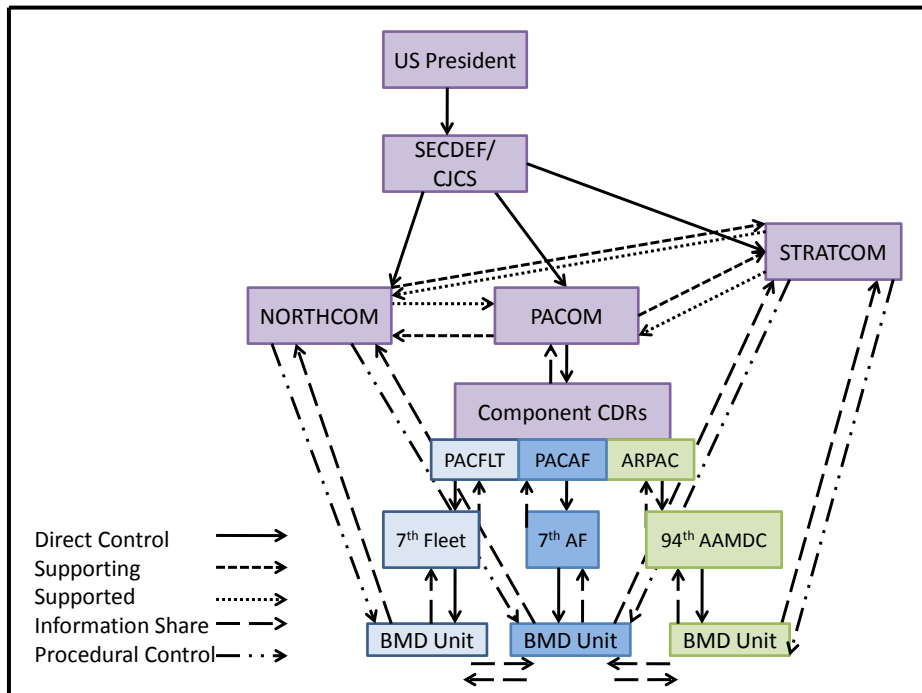 US President
SECDEF/
CJCS
STRATCOM
NORTHCOM
PACOM
Component CDRs
PACFLT
PACAF
ARPAC
7th Fleet
7th AF
94th AAMDC
Direct Control
Supporting
Supported
Information Share
Procedural Control
BMD Unit
BMD Unit
BMD Unit